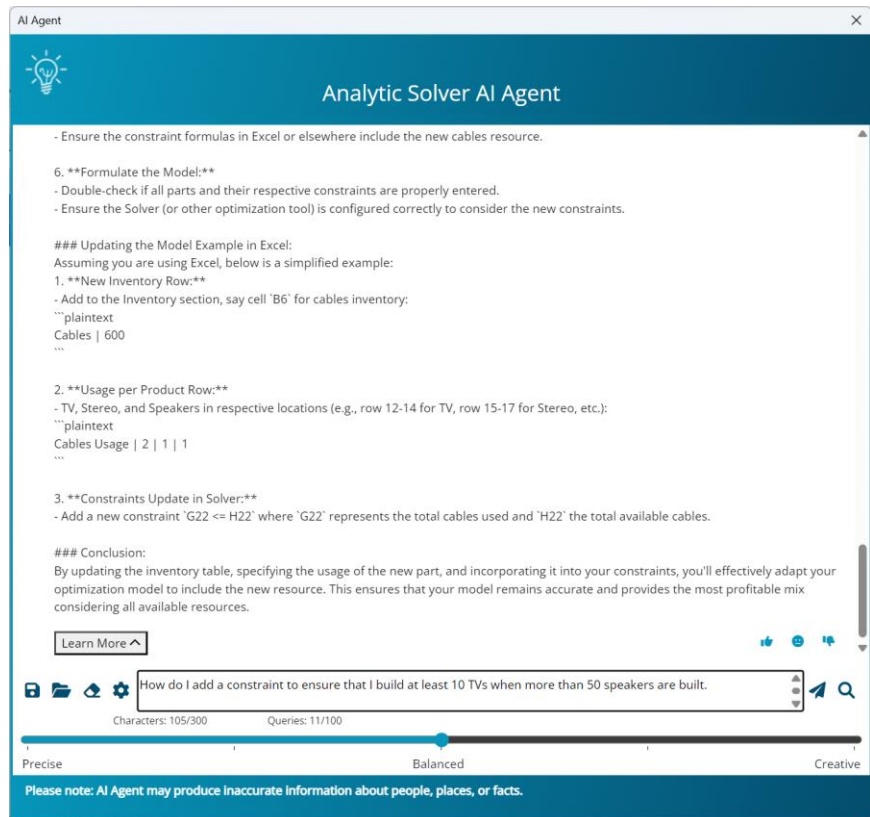 AI Agent
Analytic Solver AI Agent
- Ensure the constraint formulas in Excel or elsewhere include the new cables resource.
6. **Formulate the Model:**
- Double-check if all parts and their respective constraints are properly entered.
- Ensure the Solver (or other optimization tool) is configured correctly to consider the new constraints.
### Updating the Model Example in Excel:
Assuming you are using Excel, below is a simplified example:
1. **New Inventory Row:**
- Add to the Inventory section, say cell `B6` for cables inventory:
```plaintext
Cables | 600
```
2. **Usage per Product Row:**
- TV, Stereo, and Speakers in respective locations (e.g., row 12-14 for TV, row 15-17 for Stereo, etc.):
```plaintext
Cables Usage | 2 | 1 | 1
```
3. **Constraints Update in Solver:**
- Add a new constraint `G22 <= H22` where `G22` represents the total cables used and `H22` the total available cables.
### Conclusion:
By updating the inventory table, specifying the usage of the new part, and incorporating it into your constraints, you'll effectively adapt your
optimization model to include the new resource. This ensures that your model remains accurate and provides the most profitable mix
considering all available resources.
Learn More
How do I add a constraint to ensure that I build at least 10 TVs when more than 50 speakers are built.
Characters: 105/300 Queries: 11/100
Precise Balanced Creative
Please note: AI Agent may produce inaccurate information about people, places, or facts.